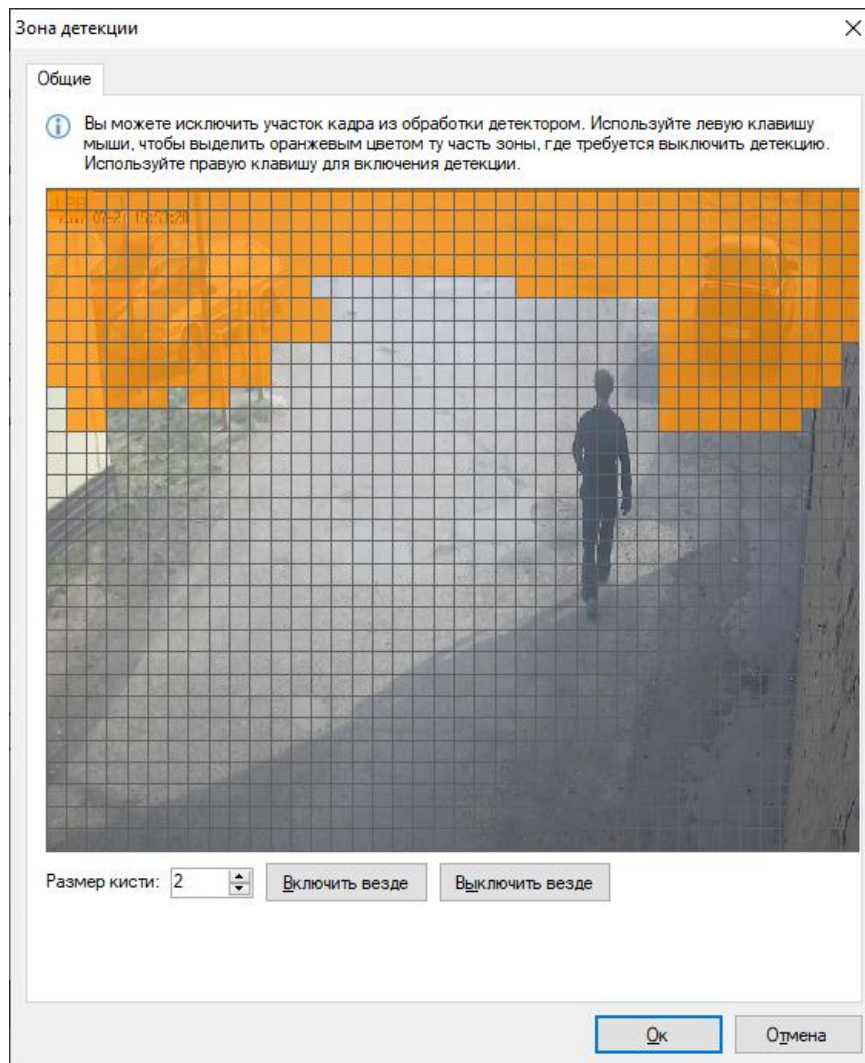 Зона детекции
Общие
Вы можете исключить участок кадра из обработки детектором. Используйте левую клавишу
мыши, чтобы выделить оранжевым цветом ту часть зоны, где требуется выключить детекцию.
Используйте правую клавишу для включения детекции.
Размер кисти: 2 Включить везде Выключить везде
Ок Отмена